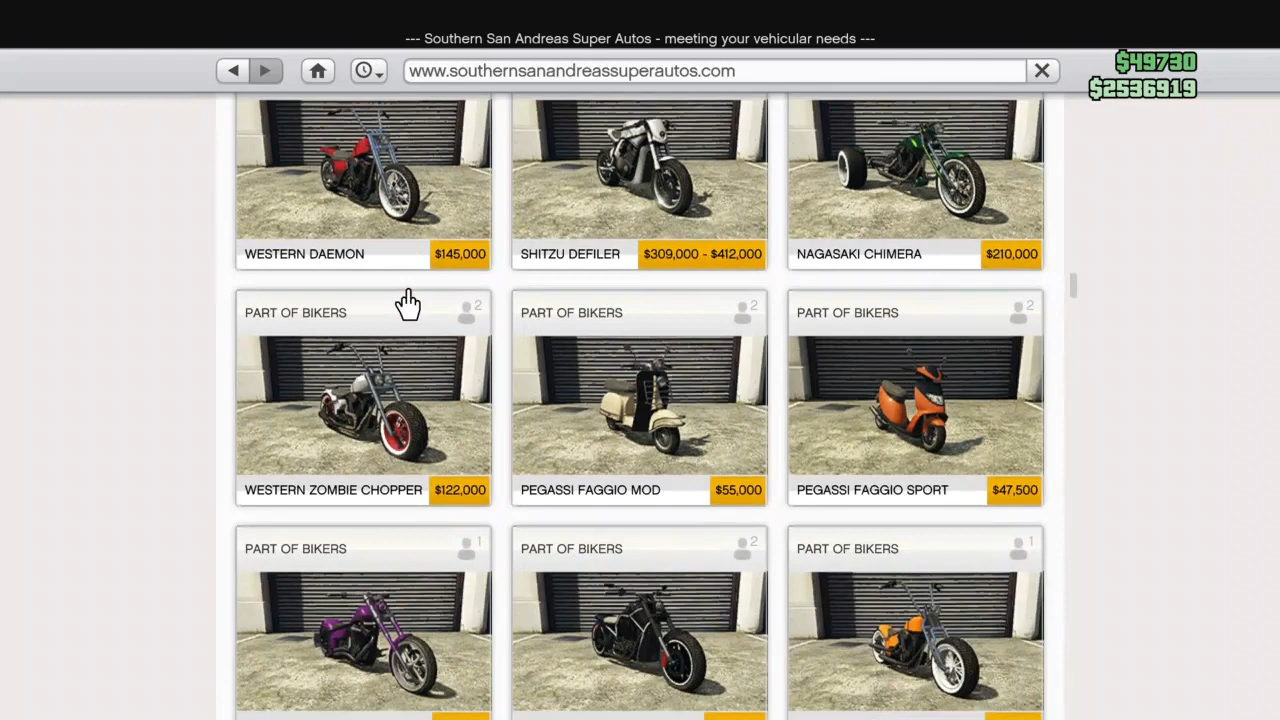 --- Southern San Andreas Super Autos - meeting your vehicular needs ---
www.southernsanandreassuperautos.com
$49730
$2536919
WESTERN DAEMON $145,000
SHITZU DEFILER $309,000 - $412,000
NAGASAKI CHIMERA $210,000
PART OF BIKERS 2
PART OF BIKERS 2
PART OF BIKERS 2
WESTERN ZOMBIE CHOPPER $122,000
PEGASSI FAGGIO MOD $55,000
PEGASSI FAGGIO SPORT $47,500
PART OF BIKERS 1
PART OF BIKERS 2
PART OF BIKERS 1